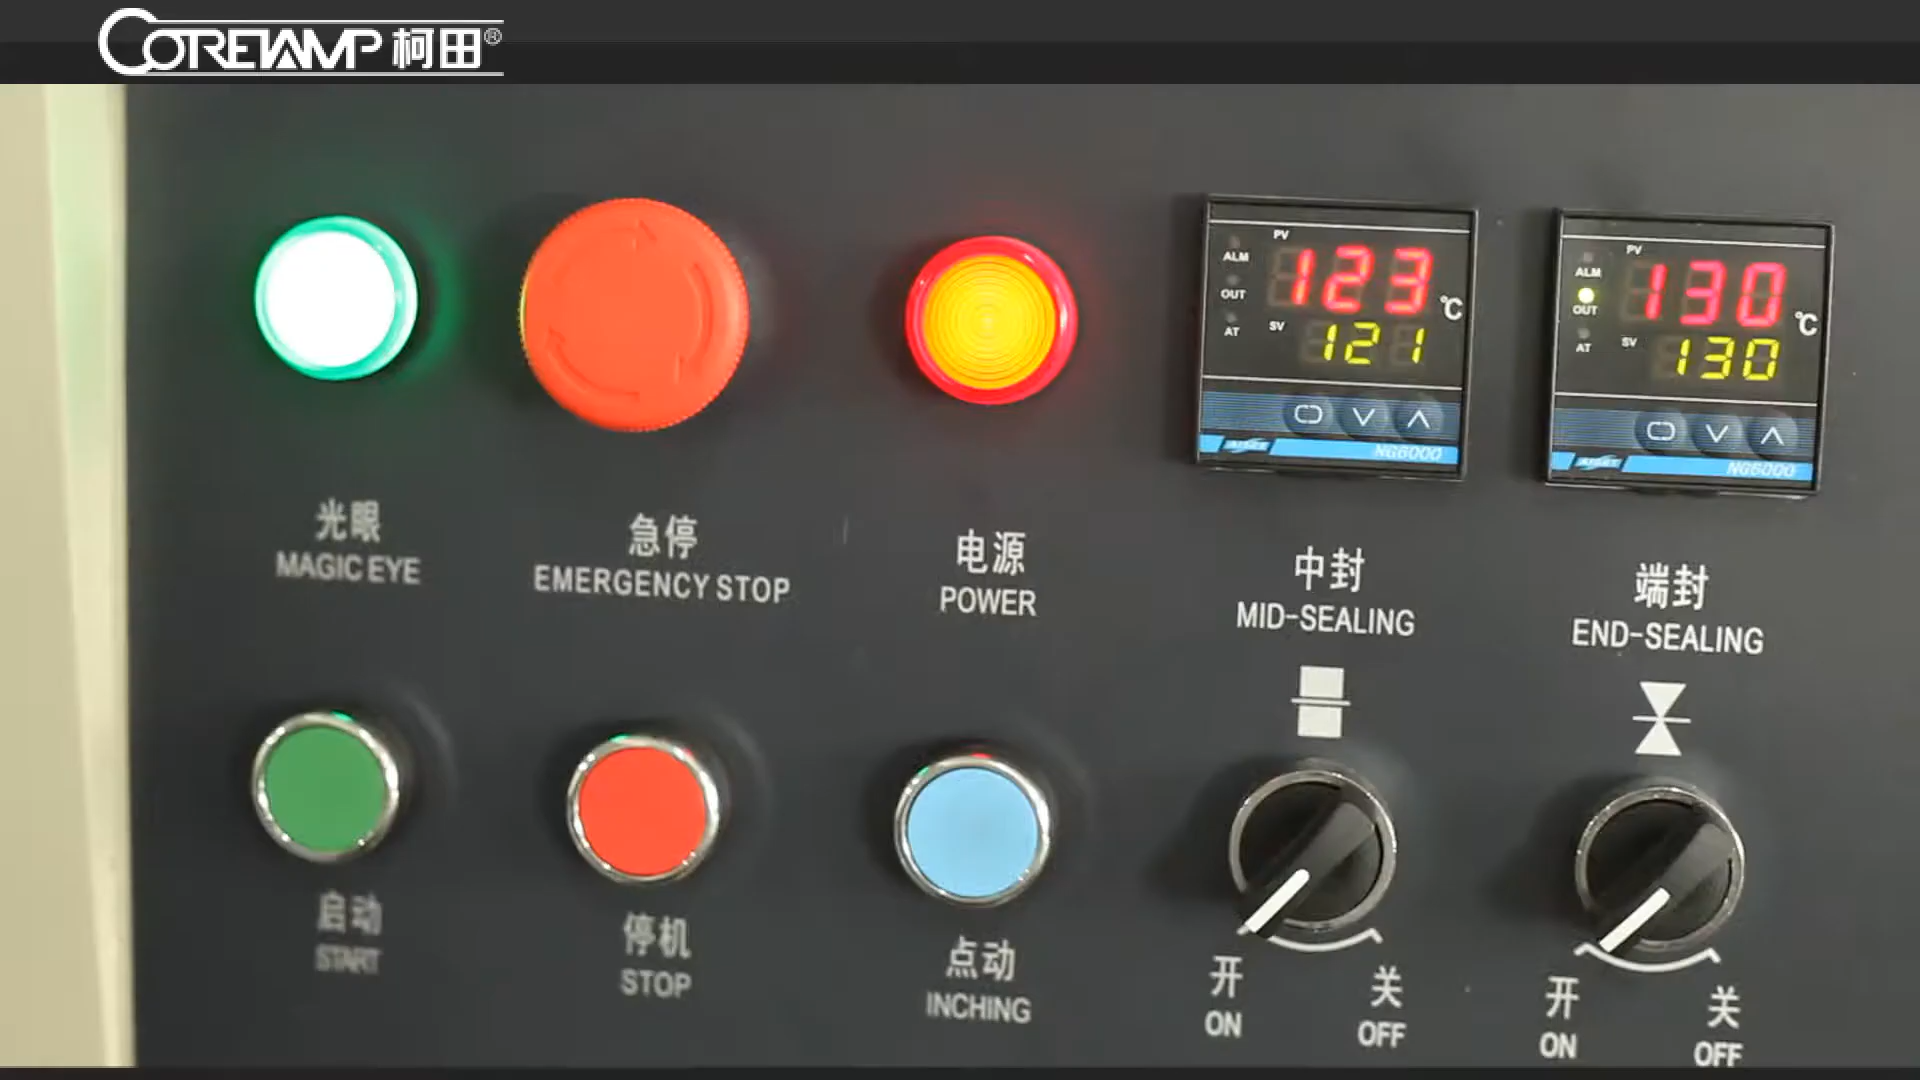 CORETAMP 柯田®
PV
ALM
OUT
AT
123
℃
SV
121
NG6000
PV
ALM
OUT
AT
130
℃
SV
130
NG6000
光眼
MAGIC EYE
急停
EMERGENCY STOP
电源
POWER
中封
MID-SEALING
端封
END-SEALING
启动
START
停机
STOP
点动
INCHING
开
ON
关
OFF
开
ON
关
OFF